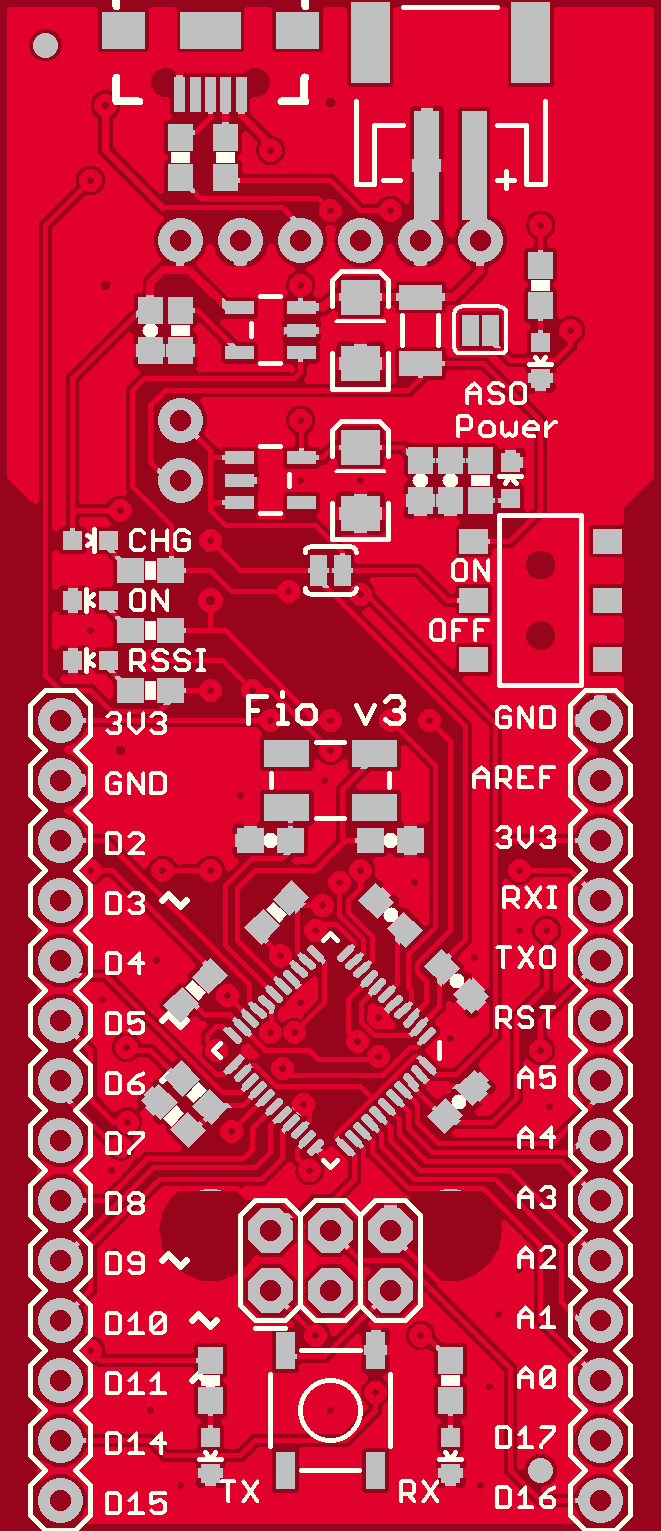 - +
ASO
Power
CHG
ON
ON
OFF
RSSI
Fio v3
3V3 GND
GND AREF
D2 3V3
D3 ~ RXI
D4 TXO
D5 ~ RST
D6 A5
D7 A4
D8 A3
D9 ~ A2
D10 ~ A1
D11 A0
D14 D17
D15 TX RX D16